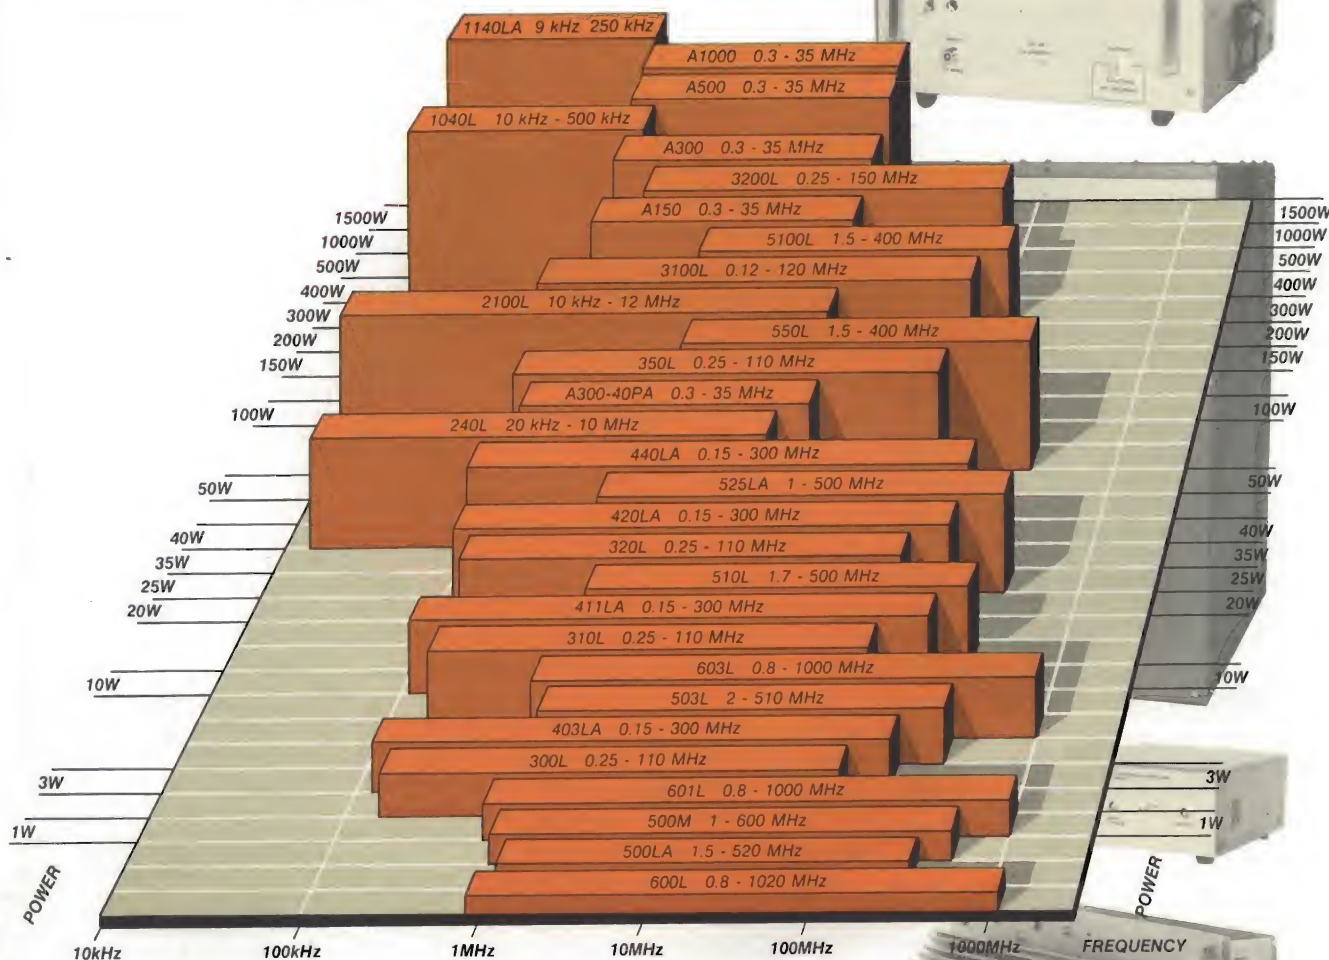 1140LA 9 kHz 250 kHz
A1000 0.3 - 35 MHz
A500 0.3 - 35 MHz
1040L 10 kHz - 500 kHz
A300 0.3 - 35 MHz
3200L 0.25 - 150 MHz
A150 0.3 - 35 MHz
5100L 1.5 - 400 MHz
3100L 0.12 - 120 MHz
2100L 10 kHz - 12 MHz
550L 1.5 - 400 MHz
350L 0.25 - 110 MHz
A300-40PA 0.3 - 35 MHz
240L 20 kHz - 10 MHz
440LA 0.15 - 300 MHz
525LA 1 - 500 MHz
420LA 0.15 - 300 MHz
320L 0.25 - 110 MHz
510L 1.7 - 500 MHz
411LA 0.15 - 300 MHz
310L 0.25 - 110 MHz
603L 0.8 - 1000 MHz
503L 2 - 510 MHz
403LA 0.15 - 300 MHz
300L 0.25 - 110 MHz
601L 0.8 - 1000 MHz
500M 1 - 600 MHz
500LA 1.5 - 520 MHz
600L 0.8 - 1020 MHz
1500W
1000W
500W
400W
300W
200W
150W
100W
50W
40W
35W
25W
20W
10W
3W
1W
POWER
1500W
1000W
500W
400W
300W
200W
150W
100W
50W
40W
35W
25W
20W
10W
3W
1W
POWER
10kHz
100kHz
1MHz
10MHz
100MHz
1000MHz
FREQUENCY